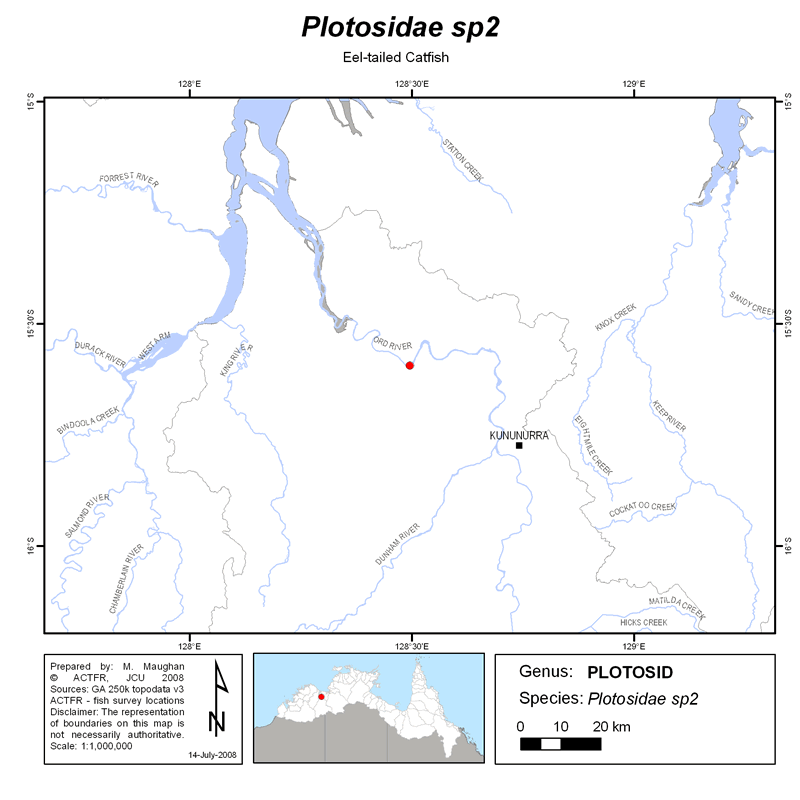 Plotosidae sp2
Eel-tailed Catfish
128°E
128°30'E
129°E
15°S
15°S
STATION CREEK
FORREST RIVER
SANDY CREEK
KNOX CREEK
15°30'S
15°30'S
WEST ARM
DURACK RIVER
KING RIVER
ORD RIVER
BINDOOLA CREEK
KEEP RIVER
EIGHTMILE CREEK
KUNUNURRA
SALMOND RIVER
COCKATOO CREEK
DUNHAM RIVER
16°S
16°S
CHAMBERLAIN RIVER
MATILDA CREEK
HICKS CREEK
128°E
128°30'E
129°E
Prepared by: M. Maughan
© ACTFR, JCU 2008
Sources: GA 250k topodata v3
ACTFR - fish survey locations
Disclaimer: The representation
of boundaries on this map is
not necessarily authoritative.
Scale: 1:1,000,000
14-July-2008
N
Genus: PLOTOSID
Species: Plotosidae sp2
0 10 20 km